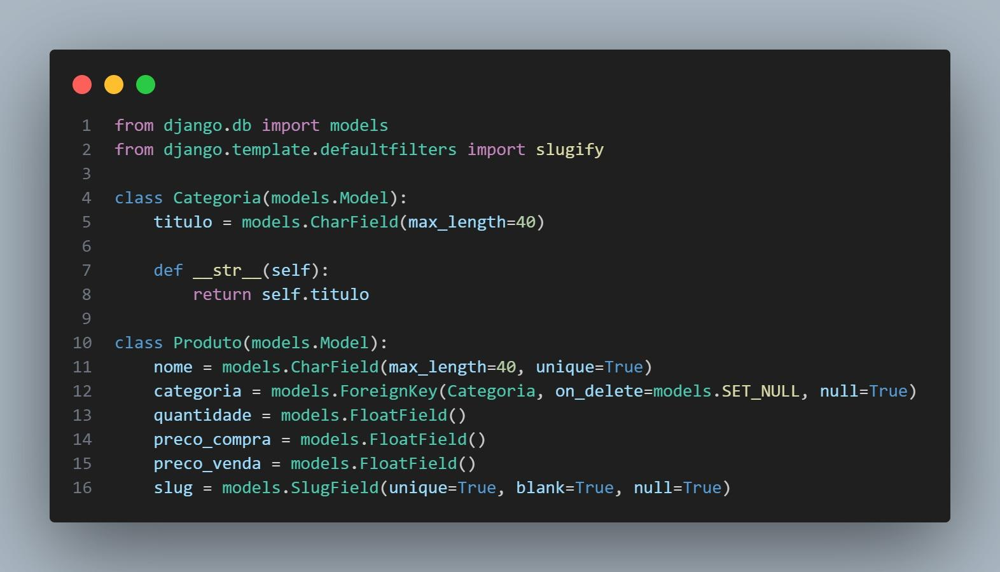 1 from django.db import models
2 from django.template.defaultfilters import slugify
3
4 class Categoria(models.Model):
5     titulo = models.CharField(max_length=40)
6
7     def __str__(self):
8         return self.titulo
9
10 class Produto(models.Model):
11     nome = models.CharField(max_length=40, unique=True)
12     categoria = models.ForeignKey(Categoria, on_delete=models.SET_NULL, null=True)
13     quantidade = models.FloatField()
14     preco_compra = models.FloatField()
15     preco_venda = models.FloatField()
16     slug = models.SlugField(unique=True, blank=True, null=True)